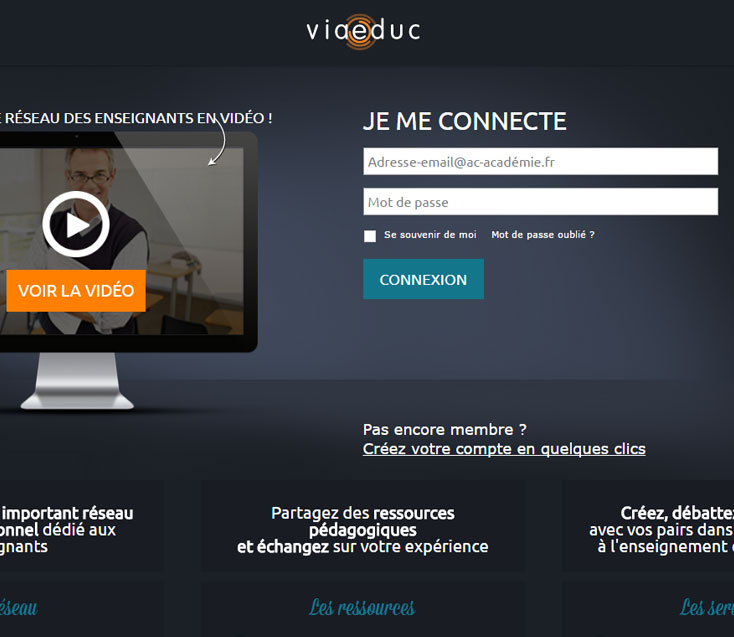 viaéduc
E RÉSEAU DES ENSEIGNANTS EN VIDÉO !
VOIR LA VIDÉO
JE ME CONNECTE
Adresse-email@ac-académie.fr
Mot de passe
Se souvenir de moi Mot de passe oublié ?
CONNEXION
Pas encore membre ?
Créez votre compte en quelques clics
important réseau
onnel dédié aux
gnants
Partagez des ressources
pédagogiques
et échangez sur votre expérience
Créez, débattez
avec vos pairs dans
à l'enseignement
éseau
Les ressources
Les ser